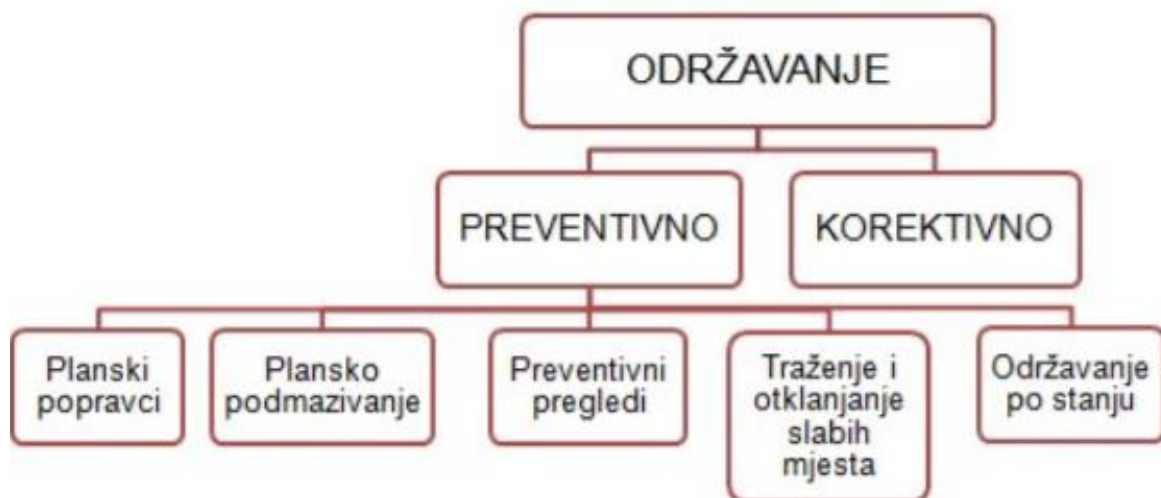 ODRŽAVANJE
PREVENTIVNO
KOREKTIVNO
Planski
popravci
Plansko
podmazivanje
Preventivni
pregledi
Traženje i
otklanjanje
slabih
mjesta
Održavanje
po stanju